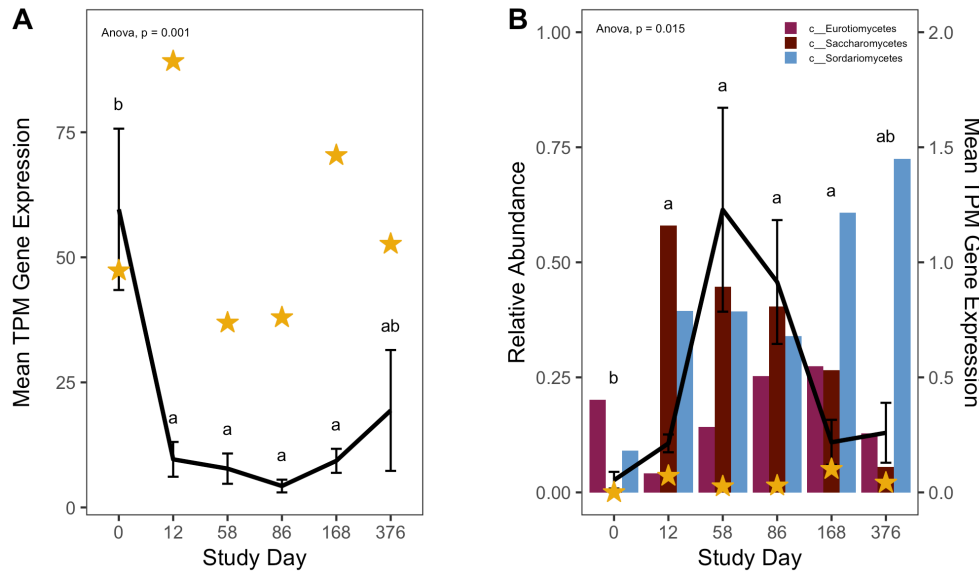 A
Anova, p = 0.001
Mean TPM Gene Expression
75
50
25
0
b
a
a
a
a
ab
0 12 58 86 168 376
Study Day
B
Anova, p = 0.015
c__Eurotiomycetes
c__Saccharomycetes
c__Sordariomycetes
Relative Abundance
1.00
0.75
0.50
0.25
0.00
b
a
a
a
a
ab
2.0
1.5
1.0
0.5
0.0
Mean TPM Gene Expression
0 12 58 86 168 376
Study Day